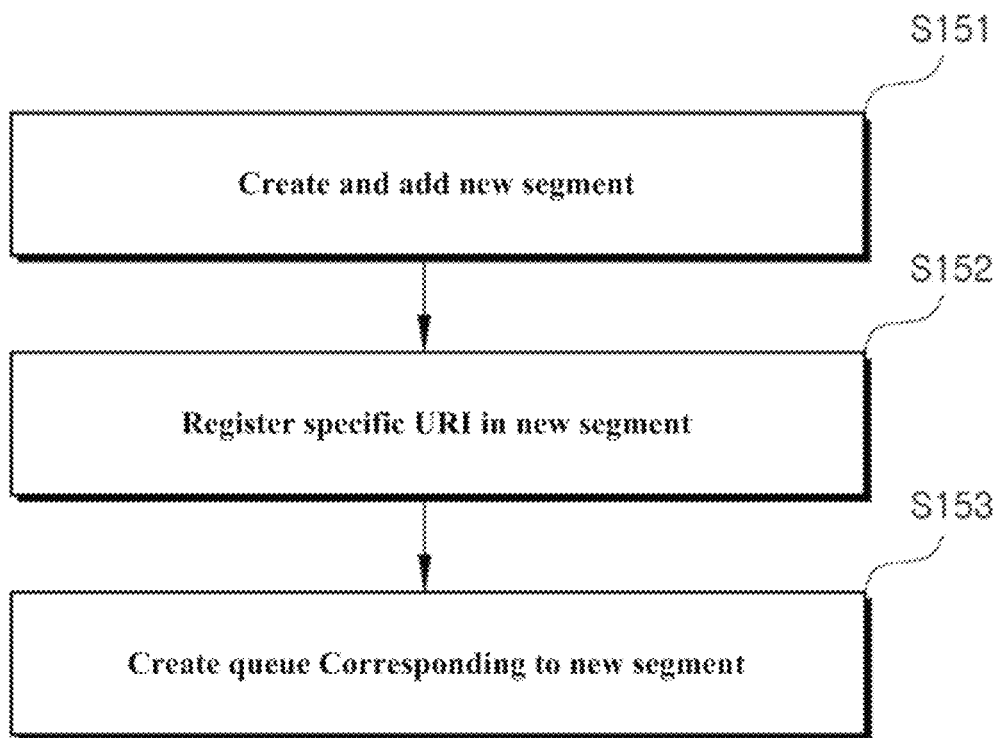 S151
Create and add new segment
S152
Register specific URI in new segment
S153
Create queue Corresponding to new segment